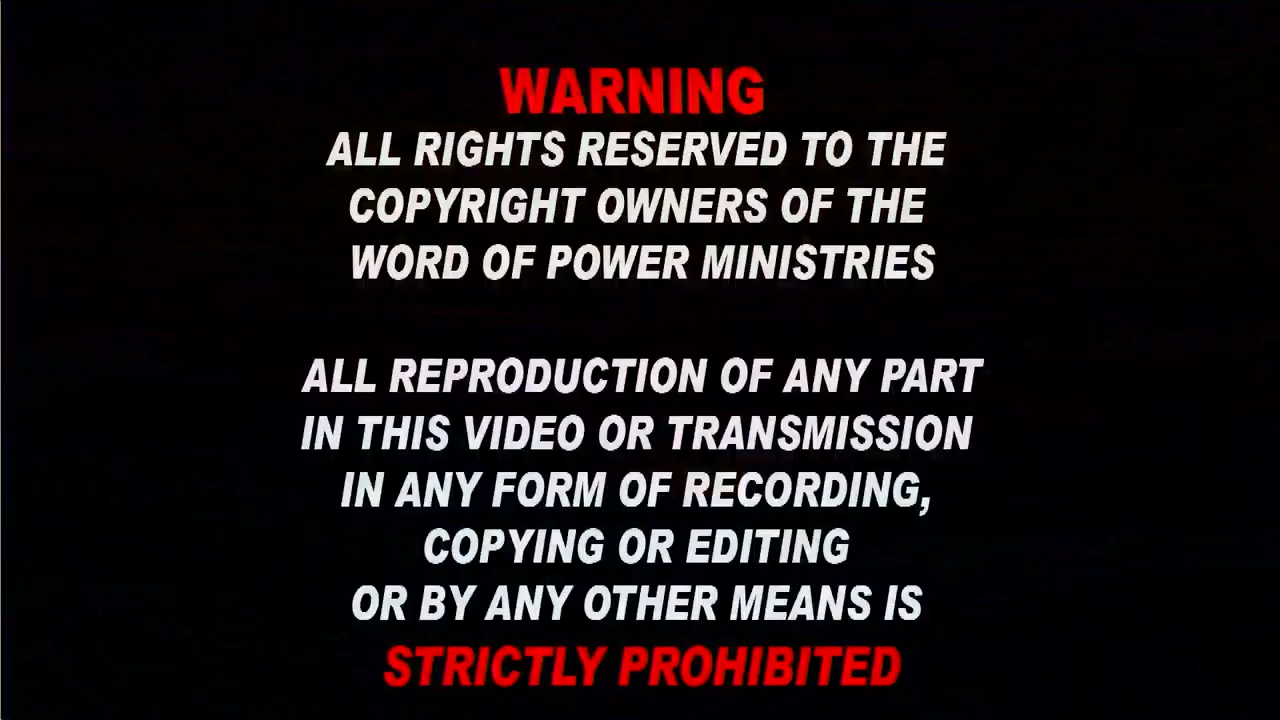 WARNING
ALL RIGHTS RESERVED TO THE
COPYRIGHT OWNERS OF THE
WORD OF POWER MINISTRIES
ALL REPRODUCTION OF ANY PART
IN THIS VIDEO OR TRANSMISSION
IN ANY FORM OF RECORDING,
COPYING OR EDITING
OR BY ANY OTHER MEANS IS
STRICTLY PROHIBITED